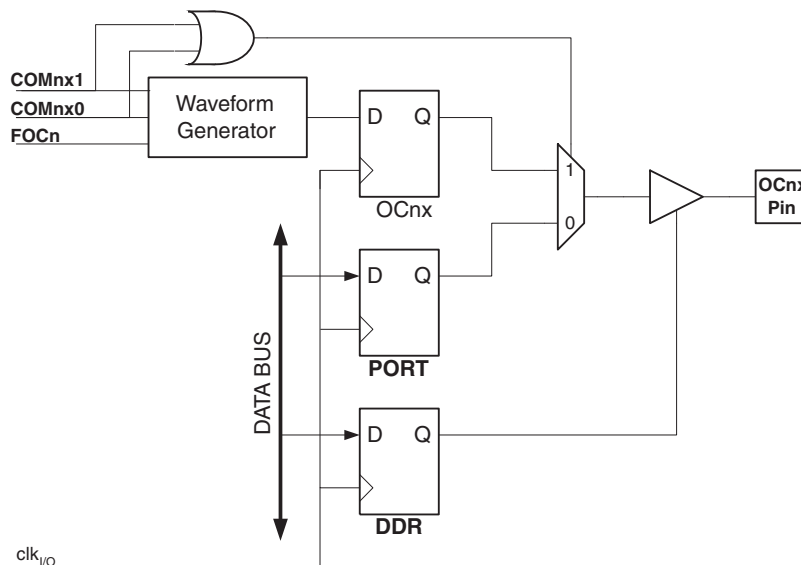 COMnx1
COMnx0
FOCn
Waveform
Generator
D Q
OCnx
1
0
OCnx
Pin
DATA BUS
D Q
PORT
D Q
DDR
clkI/O